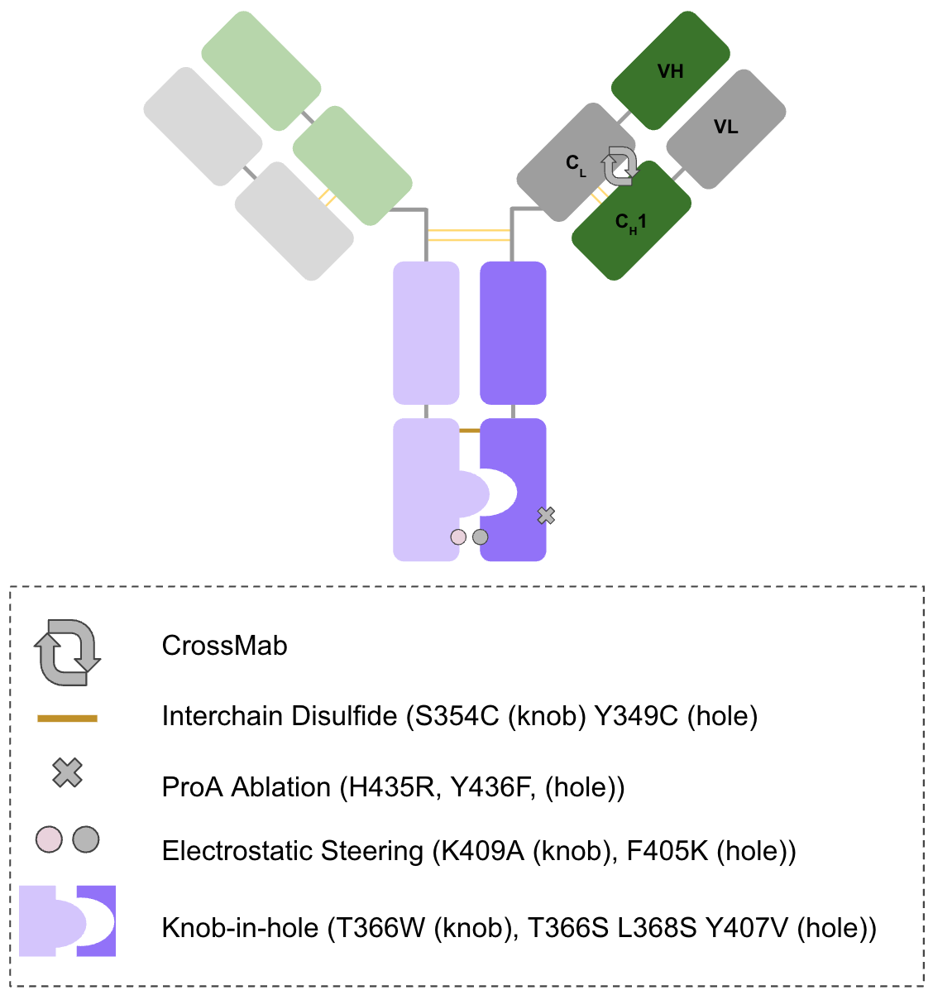 VH
VL
CL
CH1
CrossMab
Interchain Disulfide (S354C (knob) Y349C (hole)
ProA Ablation (H435R, Y436F, (hole))
Electrostatic Steering (K409A (knob), F405K (hole))
Knob-in-hole (T366W (knob), T366S L368S Y407V (hole))